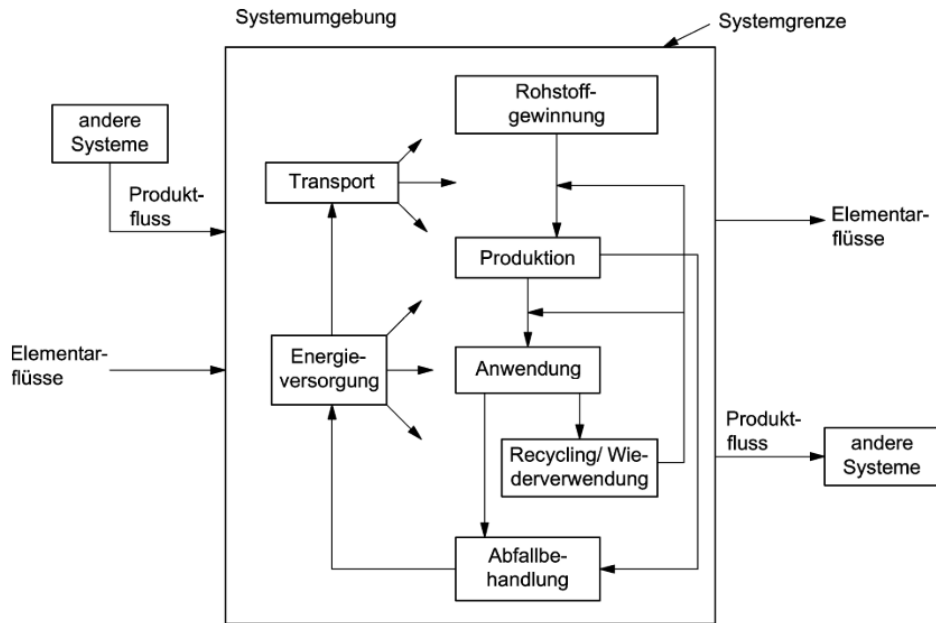 Systemumgebung
Systemgrenze
Rohstoff-
gewinnung
andere
Systeme
Transport
Produkt-
fluss
Elementar-
flüsse
Produktion
Elementar-
flüsse
Energie-
versorgung
Anwendung
Produkt-
fluss
andere
Systeme
Recycling/ Wie-
derverwendung
Abfallbe-
handlung